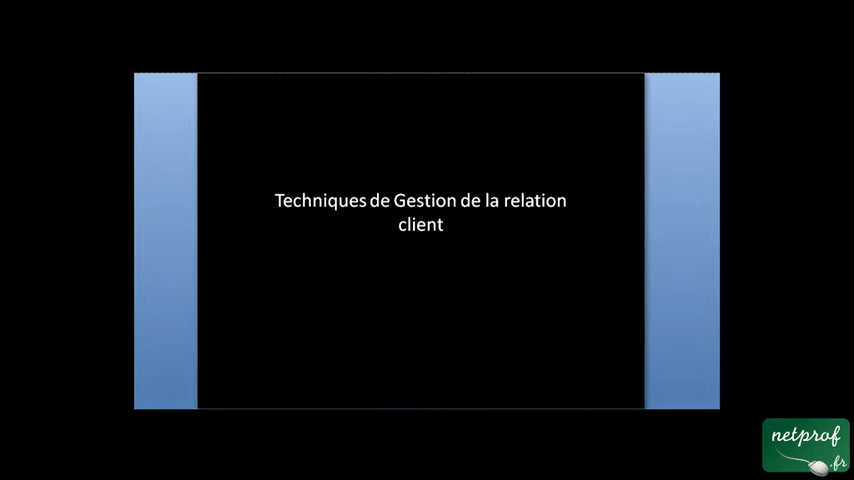 Techniques de Gestion de la relation
client
netprof
.fr